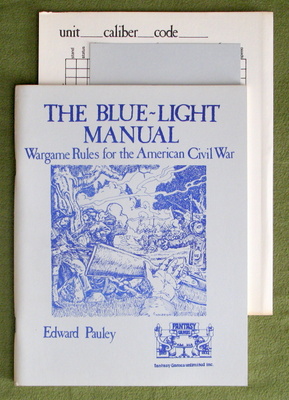 unit caliber code
THE BLUE-LIGHT
MANUAL
Wargame Rules for the American Civil War
Edward Pauley
FANTASY
GAMES
fantasy games unlimited inc